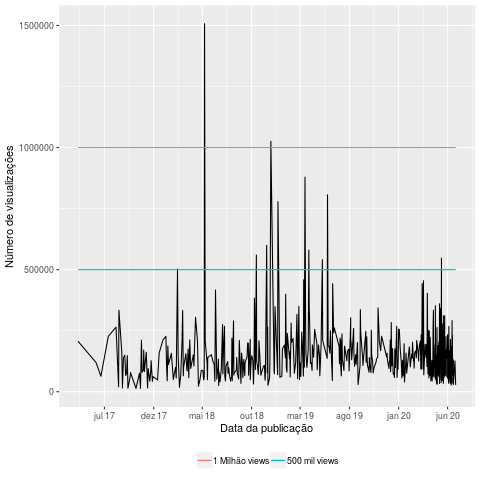 Número de visualizações
1500000
1000000
500000
0
jul 17 dez 17 mai 18 out 18 mar 19 ago 19 jan 20 jun 20
Data da publicação
1 Milhão views 500 mil views